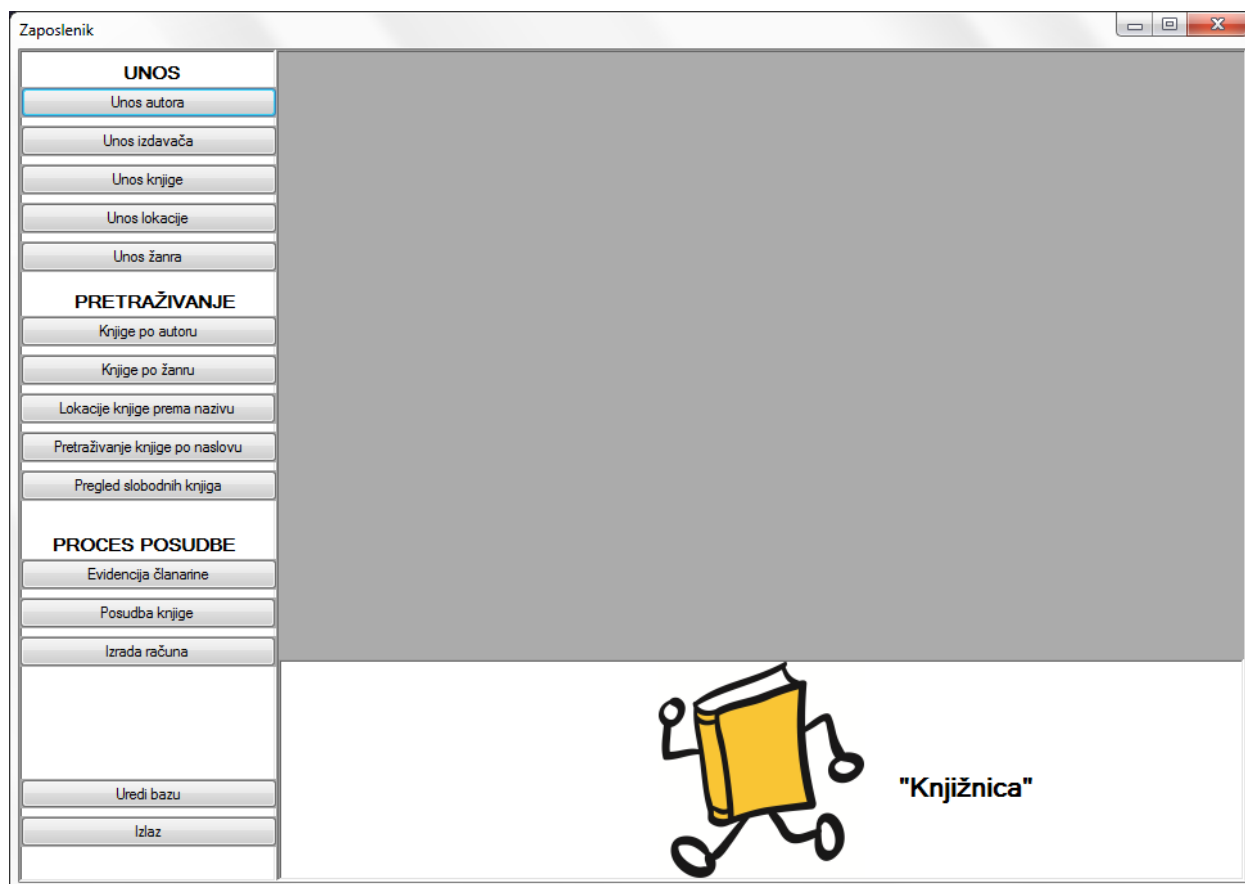 Zaposlenik
UNOS
Unos autora
Unos izdavača
Unos knjige
Unos lokacije
Unos žanra
PRETRAŽIVANJE
Knjige po autoru
Knjige po žanru
Lokacije knjige prema nazivu
Pretraživanje knjige po naslovu
Pregled slobodnih knjiga
PROCES POSUDBE
Evidencija članarine
Posudba knjige
Izrada računa
Uredi bazu
Izlaz
"Knjižnica"